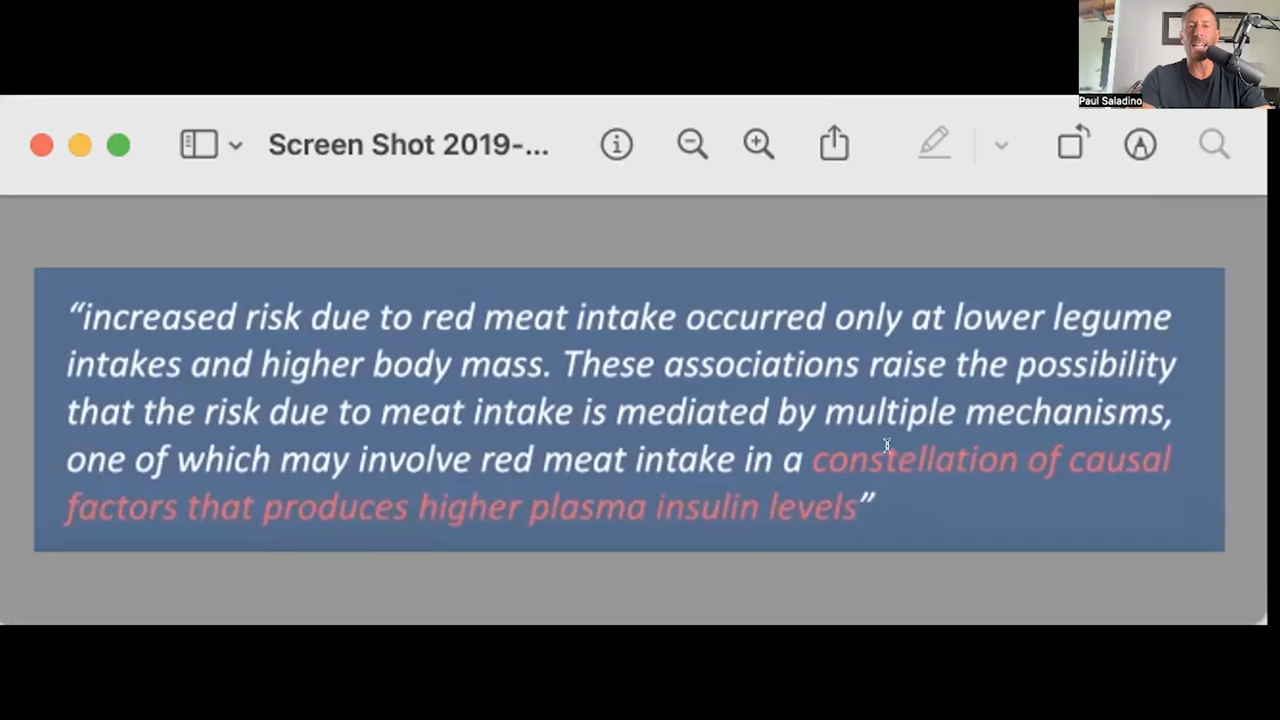 Paul Saladino
Screen Shot 2019-...
“increased risk due to red meat intake occurred only at lower legume
intakes and higher body mass. These associations raise the possibility
that the risk due to meat intake is mediated by multiple mechanisms,
one of which may involve red meat intake in a constellation of causal
factors that produces higher plasma insulin levels”